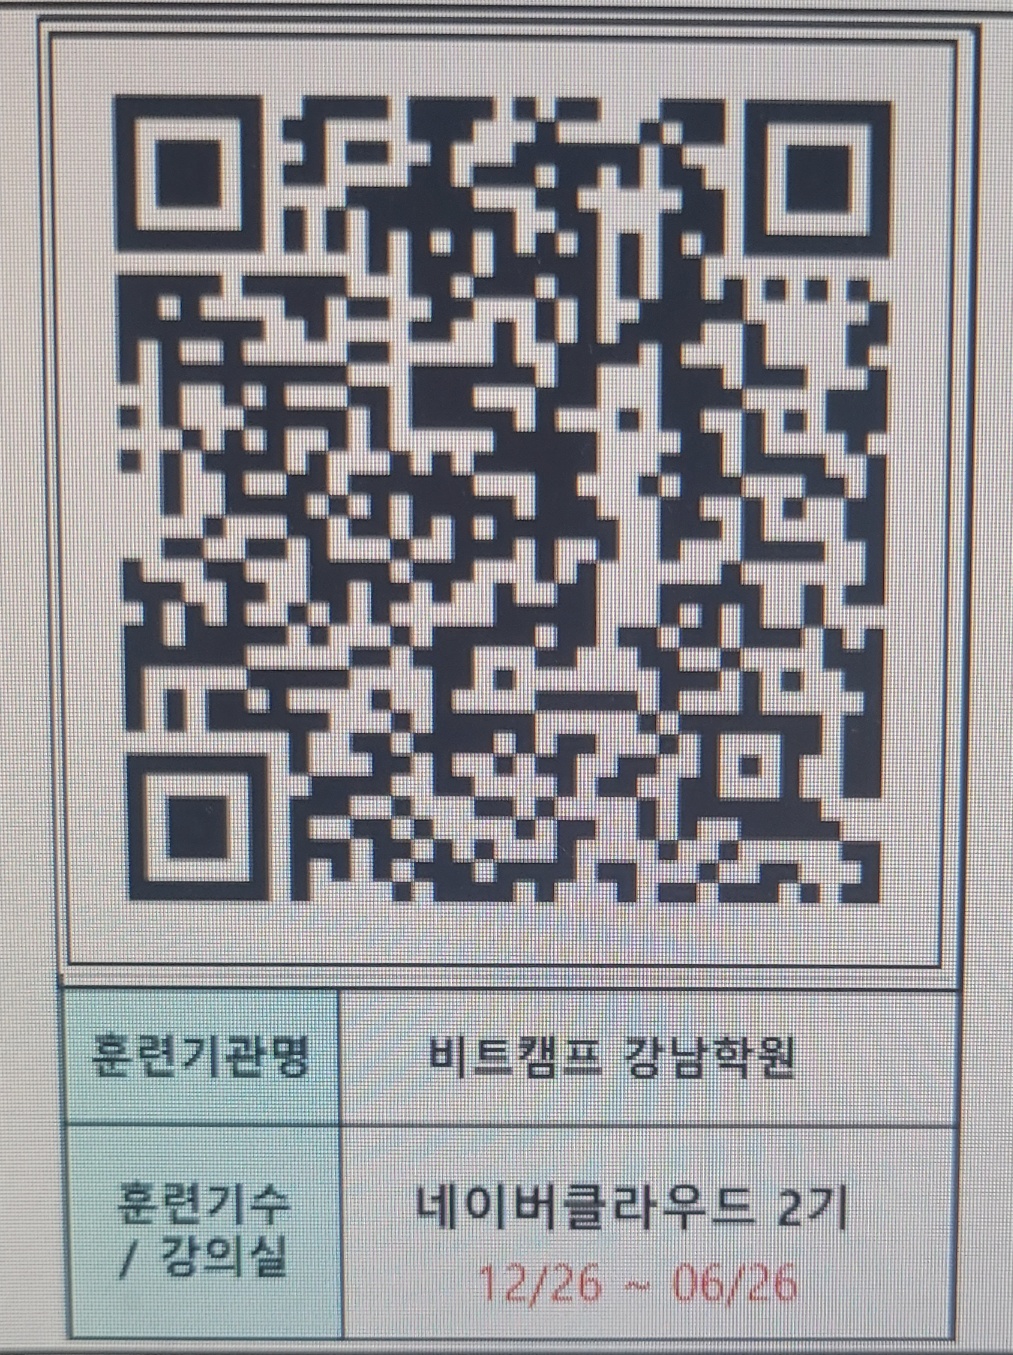 훈련기관명
비트캠프 강남학원
훈련기수
/ 강의실
네이버클라우드 2기
12/26 ~ 06/26